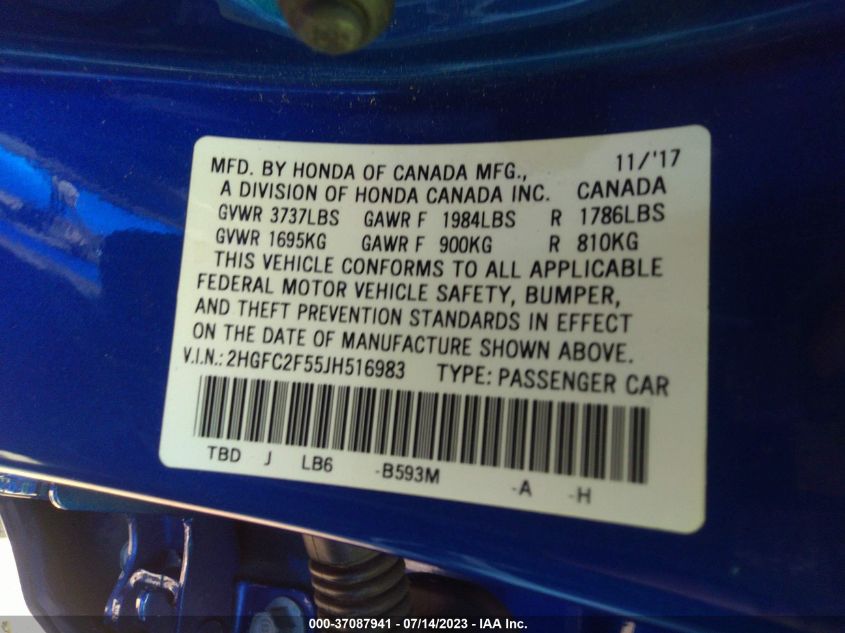 MFD. BY HONDA OF CANADA MFG., 11/'17
A DIVISION OF HONDA CANADA INC. CANADA
GVWR 3737LBS GAWR F 1984LBS R 1786LBS
GVWR 1695KG GAWR F 900KG R 810KG
THIS VEHICLE CONFORMS TO ALL APPLICABLE
FEDERAL MOTOR VEHICLE SAFETY, BUMPER,
AND THEFT PREVENTION STANDARDS IN EFFECT
ON THE DATE OF MANUFACTURE SHOWN ABOVE.
V.I.N.: 2HGFC2F55JH516983 TYPE: PASSENGER CAR
TBD J LB6 -B593M -A -H
000-37087941 - 07/14/2023 - IAA Inc.